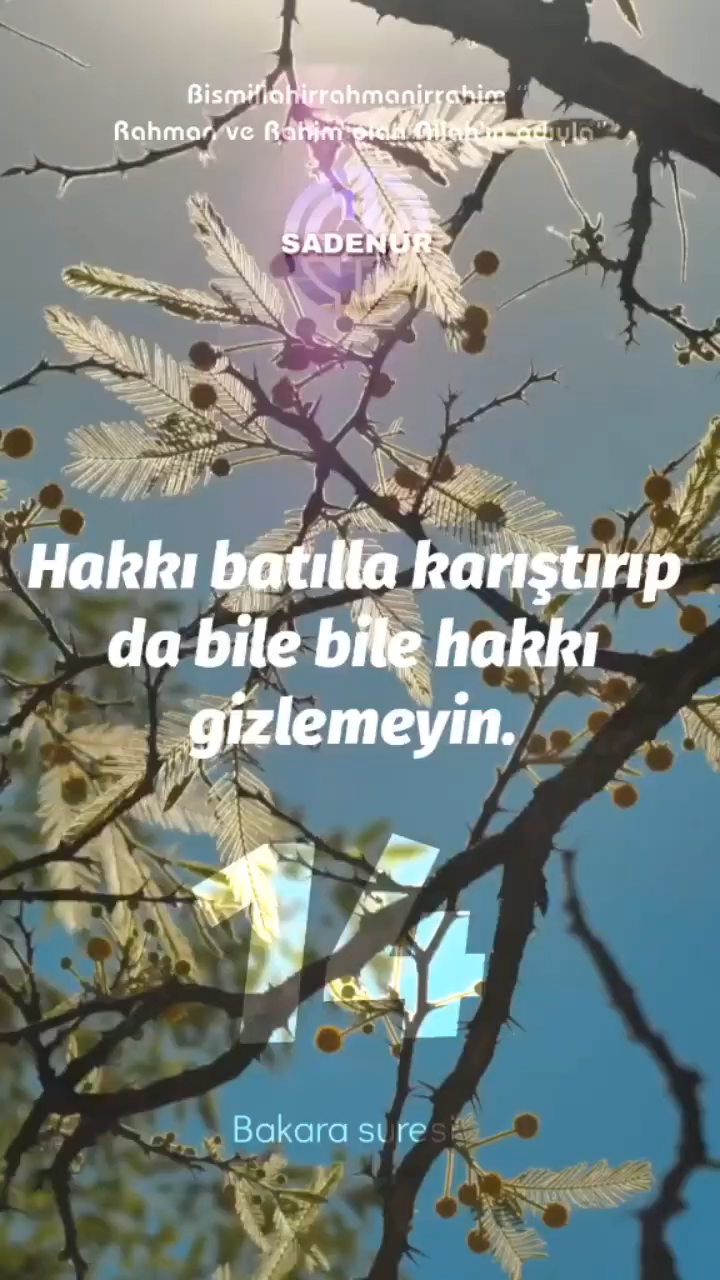 Bismillahirrahmanirrahim “
Rahman ve Rahim olan Allah'ın adıyla”
SADENUR
Hakkı batılla karıştırıp
da bile bile hakkı
gizlemeyin.
14
Bakara suresi